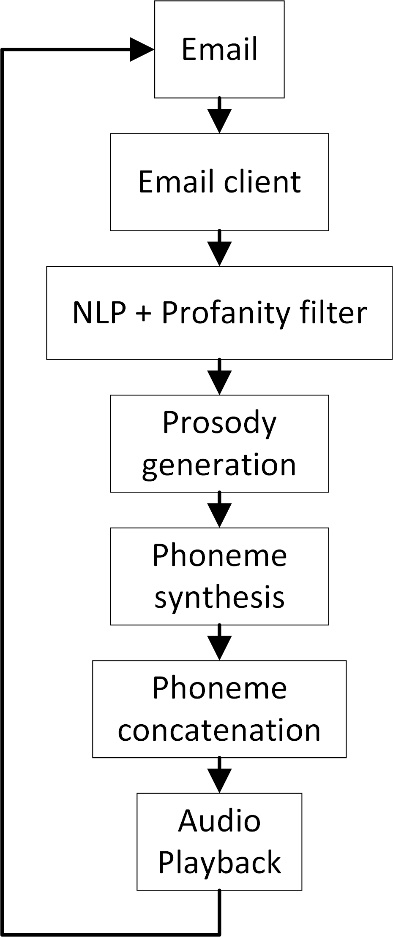 Email
Email client
NLP + Profanity filter
Prosody
generation
Phoneme
synthesis
Phoneme
concatenation
Audio
Playback